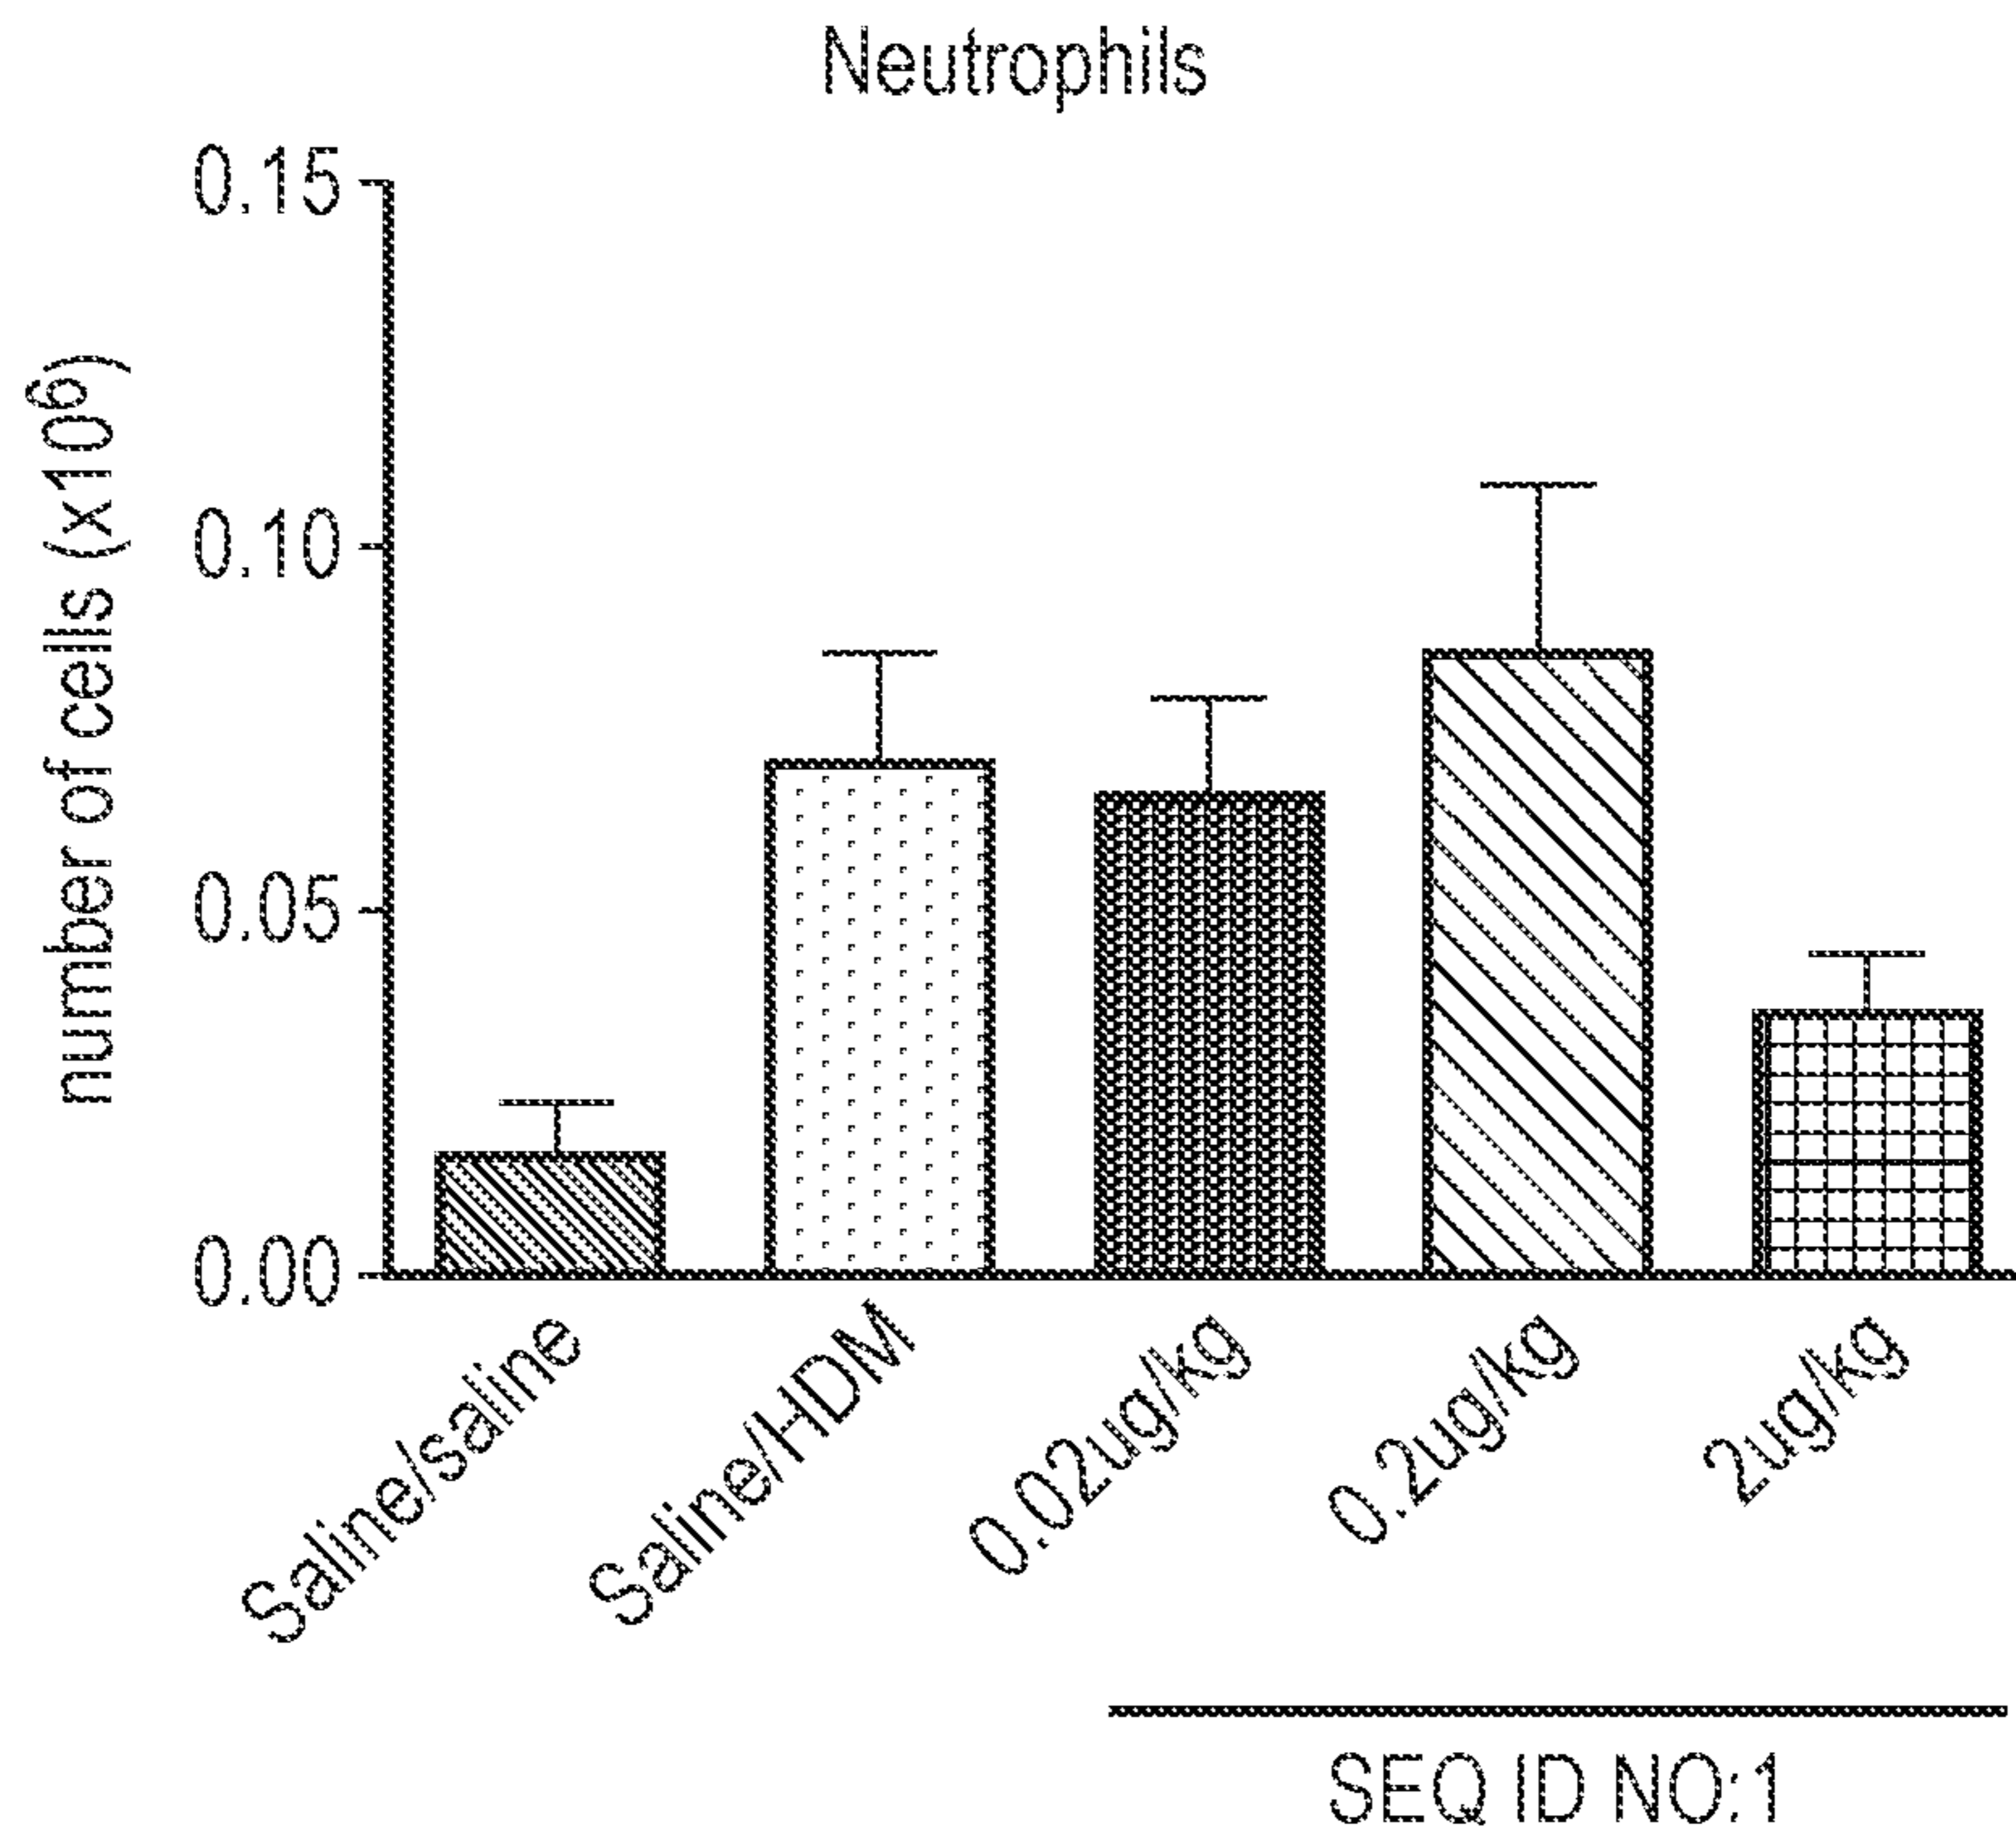 Neutrophils
number of cells (x10⁶)
0.15
0.10
0.05
0.00
Saline/saline
Saline/HDM
0.02ug/kg
0.2ug/kg
2ug/kg
SEQ ID NO:1